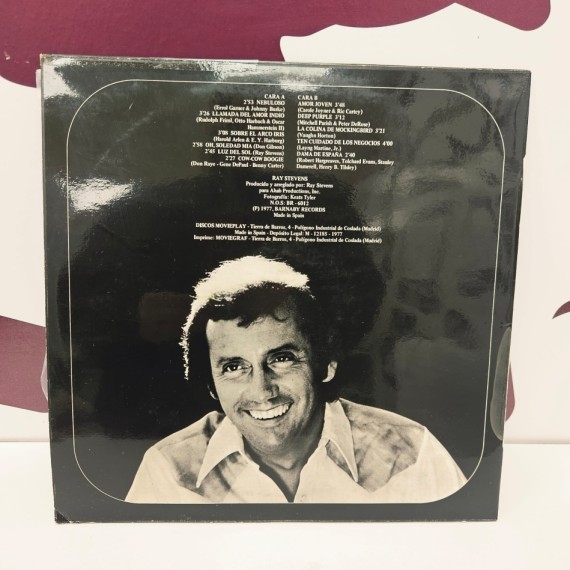 CARA A
2'53 NEBULOSO
(Errol Garner & Johnny Burke)
3'26 LLAMADA DEL AMOR INDIO
(Rudolph Friml, Otto Harbach & Oscar
Hammerstein II)
3'08 SOBRE EL ARCO IRIS
(Harold Arlen & E. Y. Harburg)
2'58 OH, SOLEDAD MIA (Don Gibson)
2'45 LUZ DEL SOL (Ray Stevens)
2'27 COW-COW BOOGIE
(Don Raye - Gene DePaul - Benny Carter)
CARA B
AMOR JOVEN 3'48
(Carole Joyner & Ric Cartey)
DEEP PURPLE 3'12
(Mitchell Parish & Peter DeRose)
LA COLINA DE MOCKINGBIRD 3'21
(Vaughn Horton)
TEN CUIDADO DE LOS NEGOCIOS 4'00
(Layng Martine, Jr.)
DAMA DE ESPAÑA 2'40
(Robert Hargreaves, Tolchard Evans, Stanley
Damerell, Henry B. Tilsley)
RAY STEVENS
Producido y arreglado por: Ray Stevens
para Ahab Productions, inc.
Fotografía: Keats Tyler
N.O.S: BR - 6012
(P) 1977, BARNABY RECORDS
Made in Spain
DISCOS MOVIEPLAY - Tierra de Barros, 4 - Polígono Industrial de Coslada (Madrid)
Made in Spain - Depósito Legal: M - 12185 - 1977
Imprime: MOVIEGRAF - Tierra de Barros, 4 - Polígono Industrial de Coslada (Madrid)